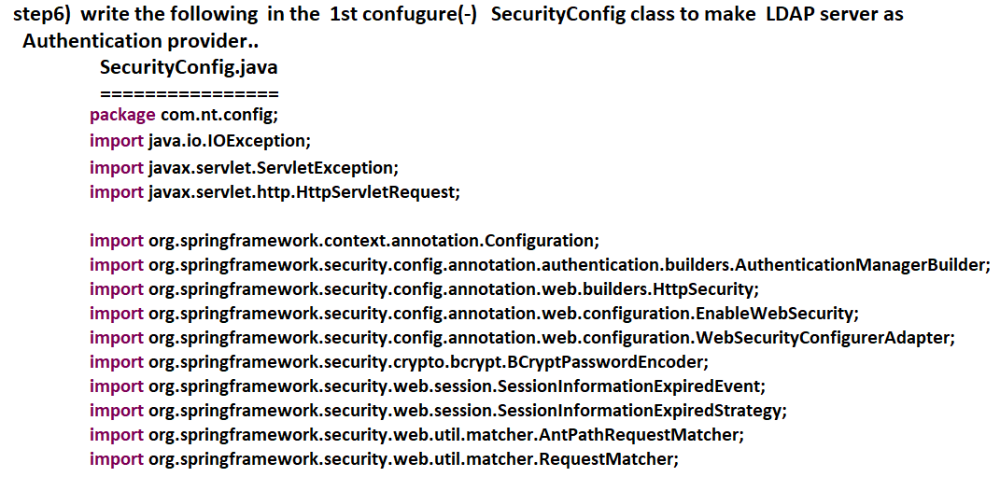 step6) write the following in the 1st confugure(-) SecurityConfig class to make LDAP server as
Authentication provider..
SecurityConfig.java
================
package com.nt.config;
import java.io.IOException;
import javax.servlet.ServletException;
import javax.servlet.http.HttpServletRequest;
import org.springframework.context.annotation.Configuration;
import org.springframework.security.config.annotation.authentication.builders.AuthenticationManagerBuilder;
import org.springframework.security.config.annotation.web.builders.HttpSecurity;
import org.springframework.security.config.annotation.web.configuration.EnableWebSecurity;
import org.springframework.security.config.annotation.web.configuration.WebSecurityConfigurerAdapter;
import org.springframework.security.crypto.bcrypt.BCryptPasswordEncoder;
import org.springframework.security.web.session.SessionInformationExpiredEvent;
import org.springframework.security.web.session.SessionInformationExpiredStrategy;
import org.springframework.security.web.util.matcher.AntPathRequestMatcher;
import org.springframework.security.web.util.matcher.RequestMatcher;